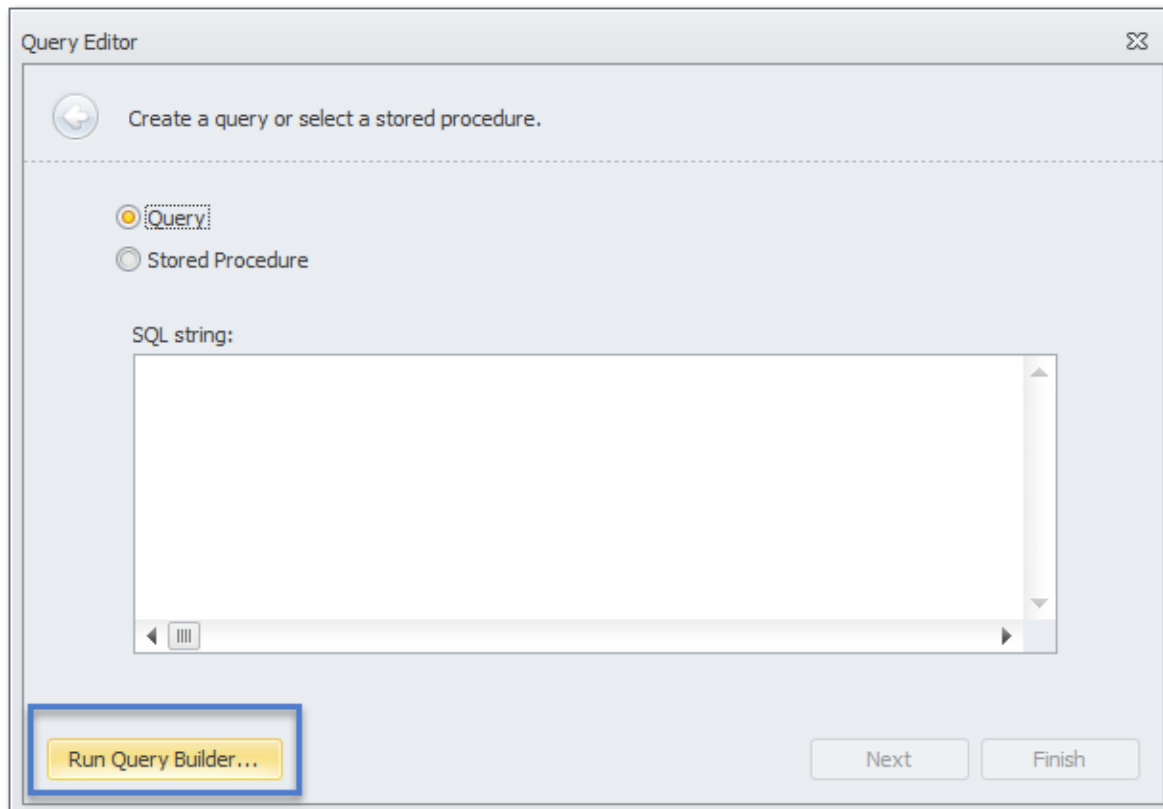 Query Editor
Create a query or select a stored procedure.
Query
Stored Procedure
SQL string:
Run Query Builder...
Next
Finish